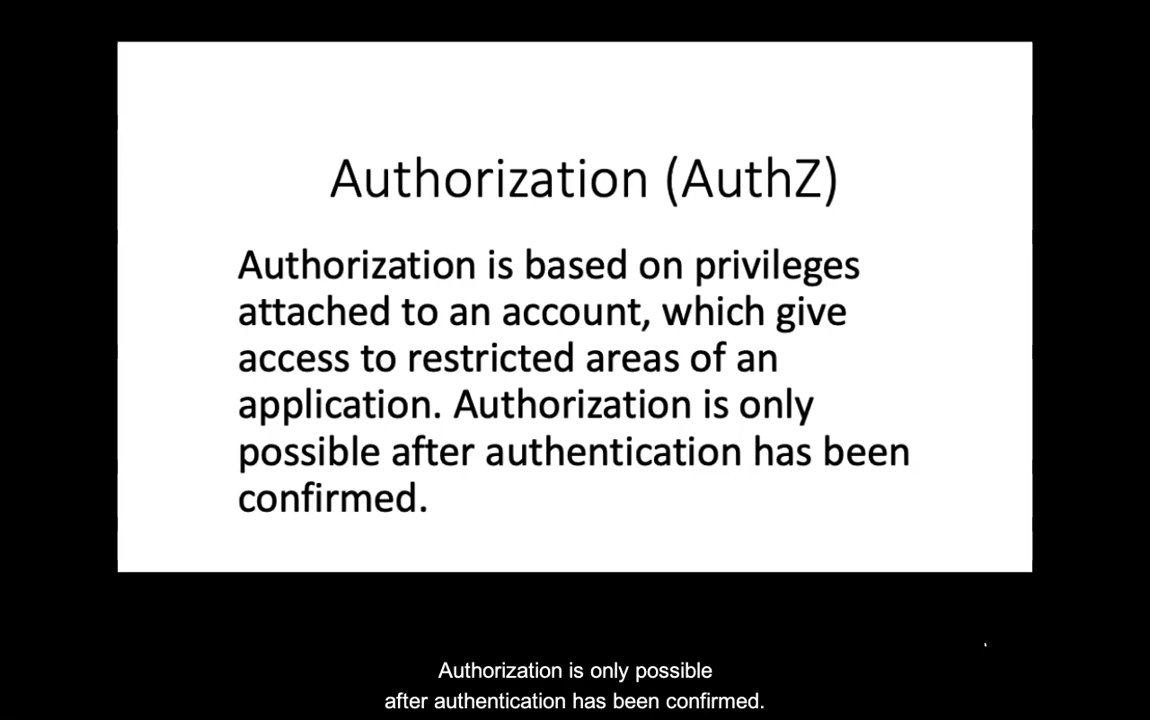 Authorization (AuthZ)
Authorization is based on privileges
attached to an account, which give
access to restricted areas of an
application. Authorization is only
possible after authentication has been
confirmed.
Authorization is only possible
after authentication has been confirmed.